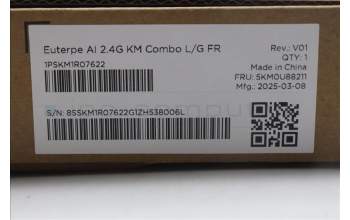 Euterpe AI 2.4G KM Combo L/G FR
1PSKM1R07622
Rev.: V01
QTY: 1
Made in China
FRU: 5KM0U88211
Mfg.: 2025-03-08
S/N: 8SSKM1R07622G1ZH538006L